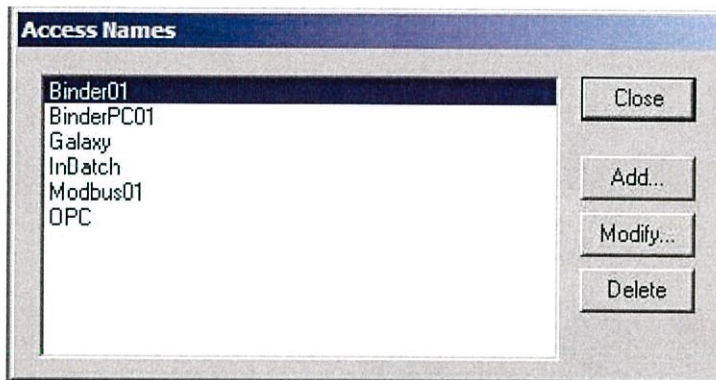 Access Names
Binder01
BinderPC01
Galaxy
InDatch
Modbus01
OPC
Close
Add...
Modify...
Delete